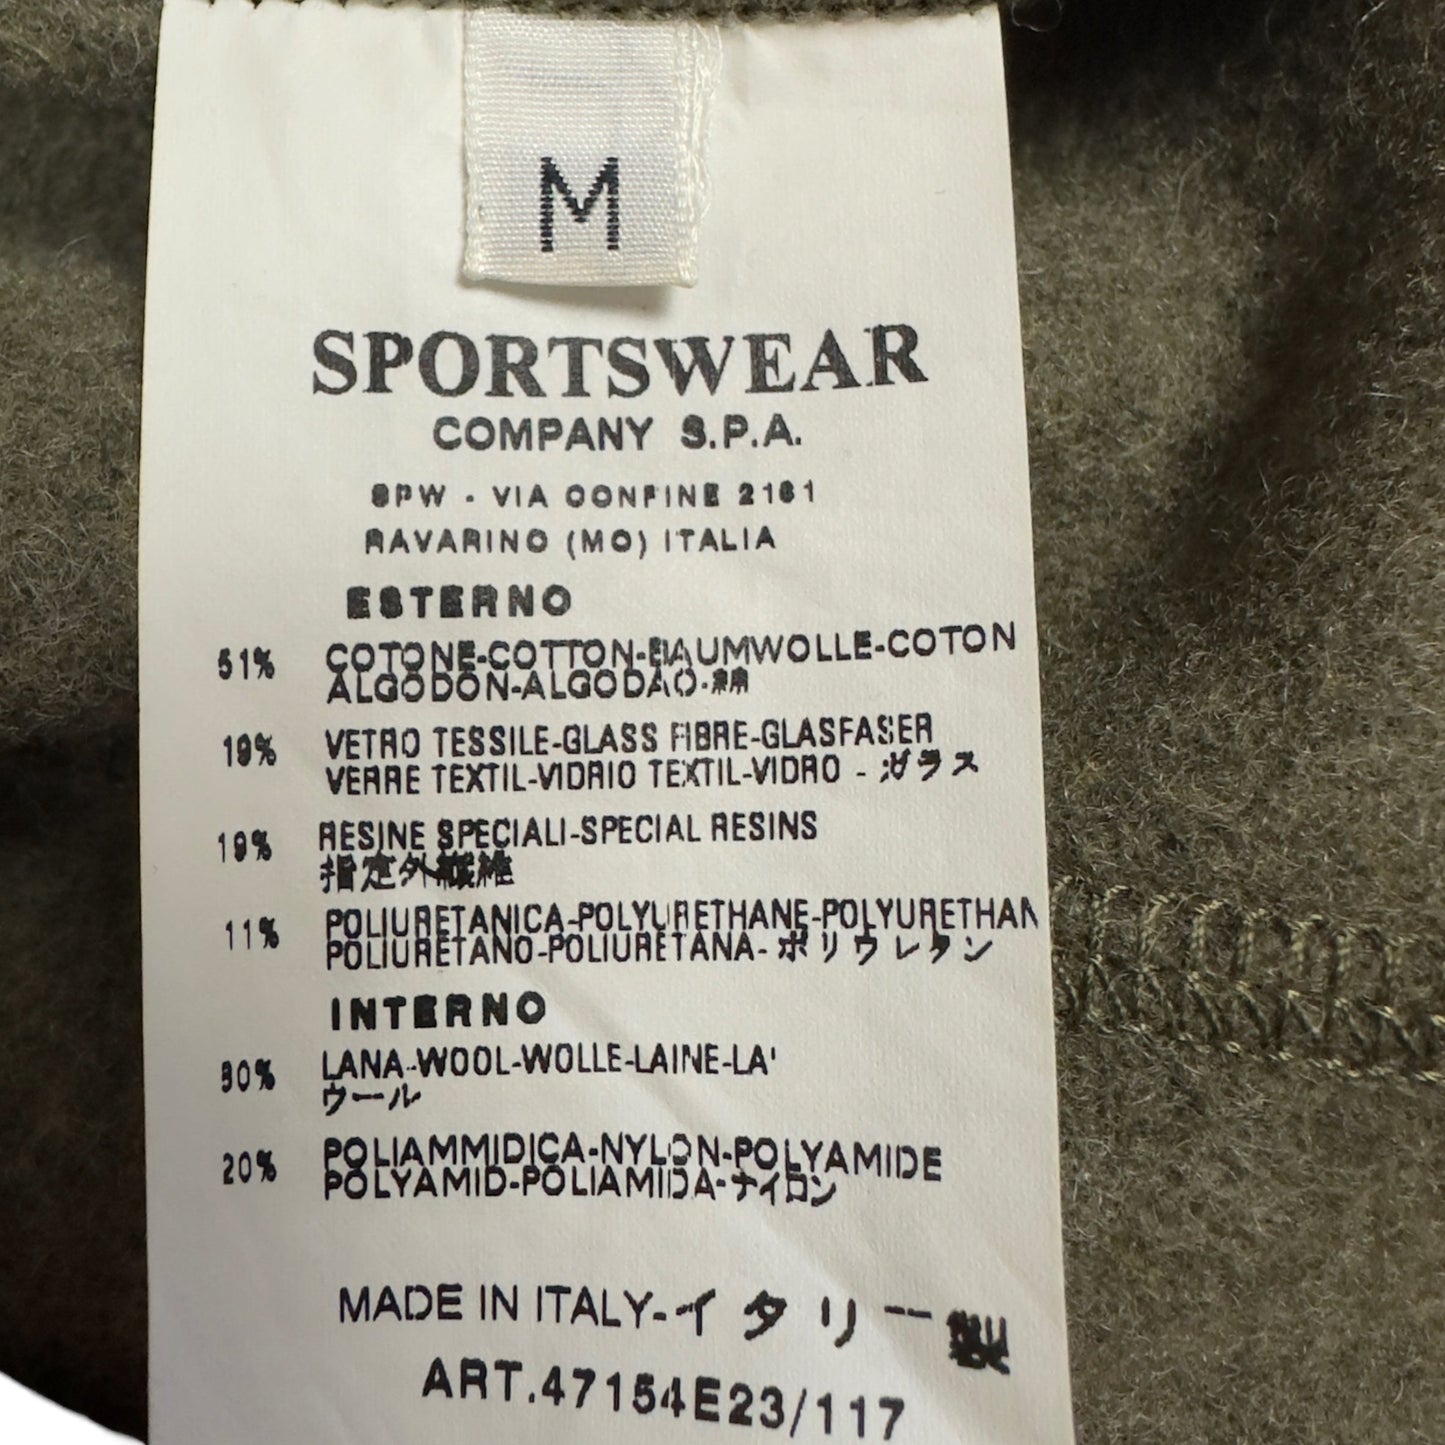 M
SPORTSWEAR
COMPANY S.P.A.
SPW - VIA CONFINE 2161
RAVARINO (MO) ITALIA
ESTERNO
51% COTONE-COTTON-BAUMWOLLE-COTON
ALGODON-ALGODAO-綿
19% VETRO TESSILE-GLASS FIBRE-GLASFASER
VERRE TEXTIL-VIDRIO TEXTIL-VIDRO - ガラス
19% RESINE SPECIALI-SPECIAL RESINS
指定外繊維
11% POLIURETANICA-POLYURETHANE-POLYURETHAN
POLIURETANO-POLIURETANA-ポリウレタン
INTERNO
80% LANA-WOOL-WOLLE-LAINE-LA'
ウール
20% POLIAMMIDICA-NYLON-POLYAMIDE
POLYAMID-POLIAMIDA-ナイロン
MADE IN ITALY-イタリー製
ART.47154E23/117